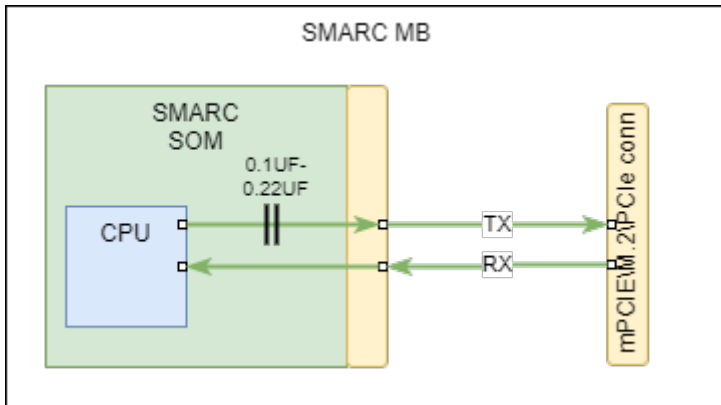 SMARC MB
SMARC
SOM
0.1UF-
0.22UF
CPU
TX
RX
mPCIE\M.2\PCIe conn